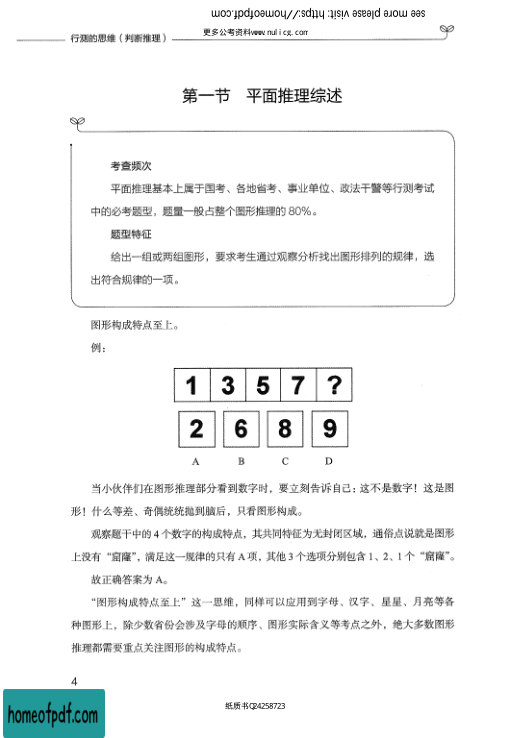 see more please visit: https://homeofpdf.com
更多公考资料www.nulicg.com
行测的思维（判断推理）
第一节 平面推理综述
考查频次
平面推理基本上属于国考、各地省考、事业单位、政法干警等行测考试
中的必考题型，题量一般占整个图形推理的 80%。
题型特征
给出一组或两组图形，要求考生通过观察分析找出图形排列的规律，选
出符合规律的一项。
图形构成特点至上。
例：
1 3 5 7 ?
2 6 8 9
A B C D
当小伙伴们在图形推理部分看到数字时，要立刻告诉自己：这不是数字！这是图
形！什么等差、奇偶统统抛到脑后，只看图形构成。
观察题干中的 4 个数字的构成特点，其共同特征为无封闭区域，通俗点说就是图形
上没有“窟窿”，满足这一规律的只有 A 项，其他 3 个选项分别包含 1、2、1 个“窟窿”。
故正确答案为 A。
“图形构成特点至上”这一思维，同样可以应用到字母、汉字、星星、月亮等各
种图形上，除少数省份会涉及字母的顺序、图形实际含义等考点之外，绝大多数图形
推理都需要重点关注图形的构成特点。
4
homeofpdf.com
纸质书Q24258723